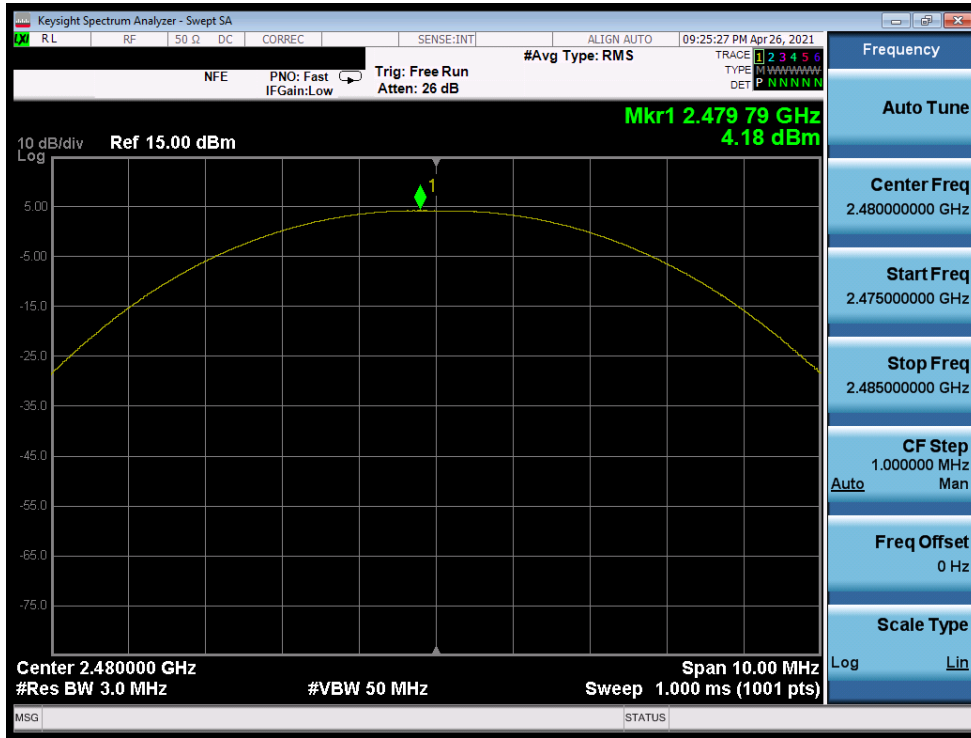 Keysight Spectrum Analyzer - Swept SA
LXI RL RF 50 Ω DC CORREC SENSE:INT ALIGN AUTO 09:25:27 PM Apr 26, 2021
NFE PNO: Fast IFGain:Low Trig: Free Run Atten: 26 dB #Avg Type: RMS
TRACE 1 2 3 4 5 6
TYPE M W W W W W
DET P N N N N N
Mkr1 2.479 79 GHz
4.18 dBm
10 dB/div Ref 15.00 dBm
Log
1
5.00
-5.00
-15.0
-25.0
-35.0
-45.0
-55.0
-65.0
-75.0
Center 2.480000 GHz Span 10.00 MHz
#Res BW 3.0 MHz #VBW 50 MHz Sweep 1.000 ms (1001 pts)
MSG STATUS
Frequency
Auto Tune
Center Freq
2.480000000 GHz
Start Freq
2.475000000 GHz
Stop Freq
2.485000000 GHz
CF Step
1.000000 MHz
Auto Man
Freq Offset
0 Hz
Scale Type
Log Lin